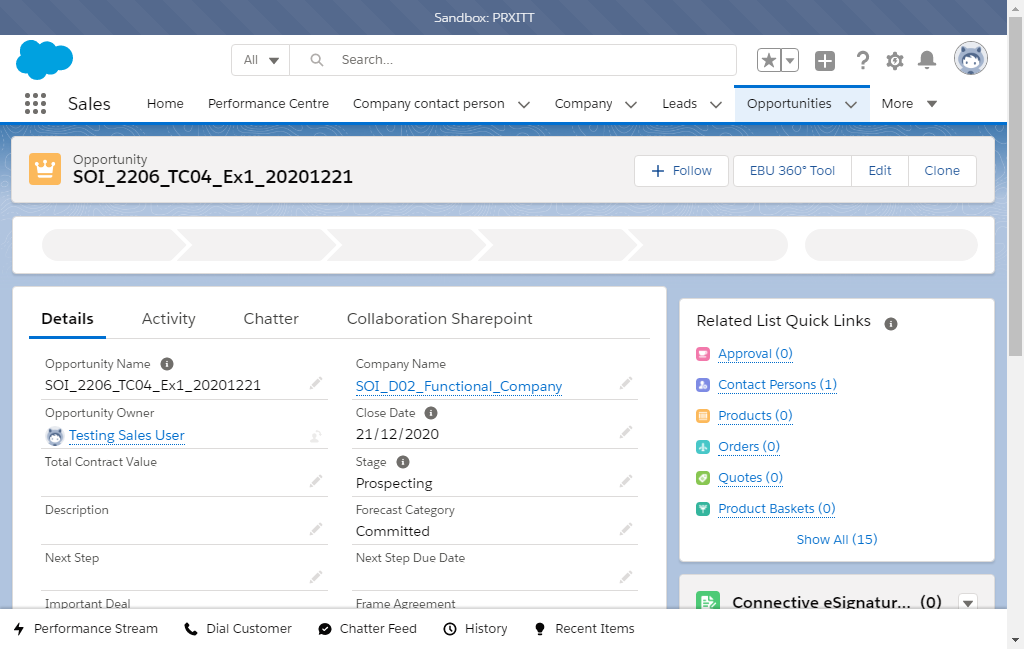 Sandbox: PRXITT
All
Search...
Sales
Home
Performance Centre
Company contact person
Company
Leads
Opportunities
More
Opportunity
SOI_2206_TC04_Ex1_20201221
Follow
EBU 360° Tool
Edit
Clone
Details
Activity
Chatter
Collaboration Sharepoint
Opportunity Name
SOI_2206_TC04_Ex1_20201221
Company Name
SOI_D02_Functional_Company
Opportunity Owner
Testing Sales User
Close Date
21/12/2020
Total Contract Value
Stage
Prospecting
Description
Forecast Category
Committed
Next Step
Next Step Due Date
Important Deal
Frame Agreement
Related List Quick Links
Approval (0)
Contact Persons (1)
Products (0)
Orders (0)
Quotes (0)
Product Baskets (0)
Show All (15)
Connective eSignatur... (0)
Performance Stream
Dial Customer
Chatter Feed
History
Recent Items